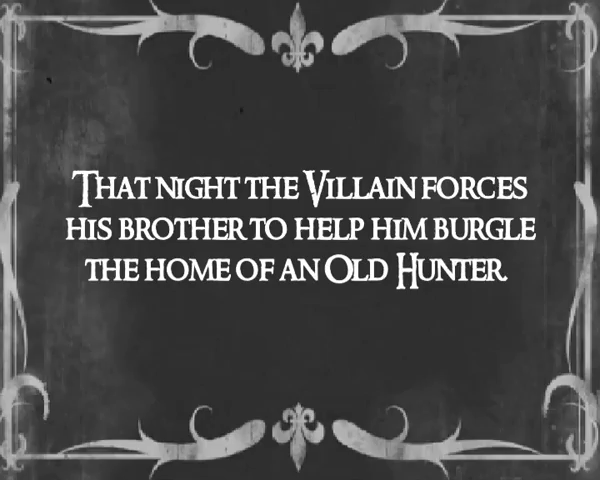 That night the Villain forces
his brother to help him burgle
the home of an Old Hunter.